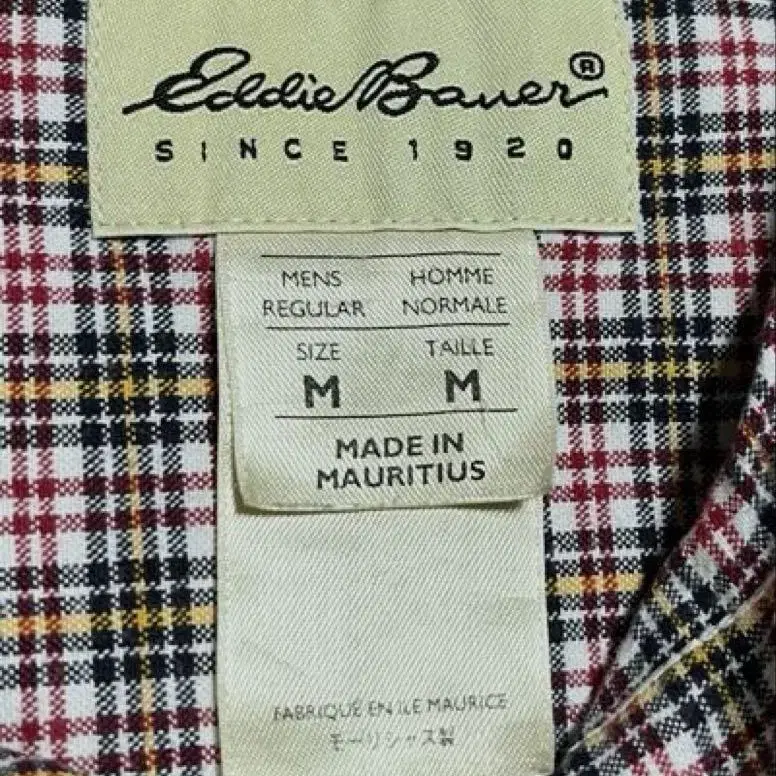 Eddie Bauer®
SINCE 1920
MENS HOMME
REGULAR NORMALE
SIZE TAILLE
M M
MADE IN
MAURITIUS
FABRIQUÉ EN ILE MAURICE
モーリシャス製